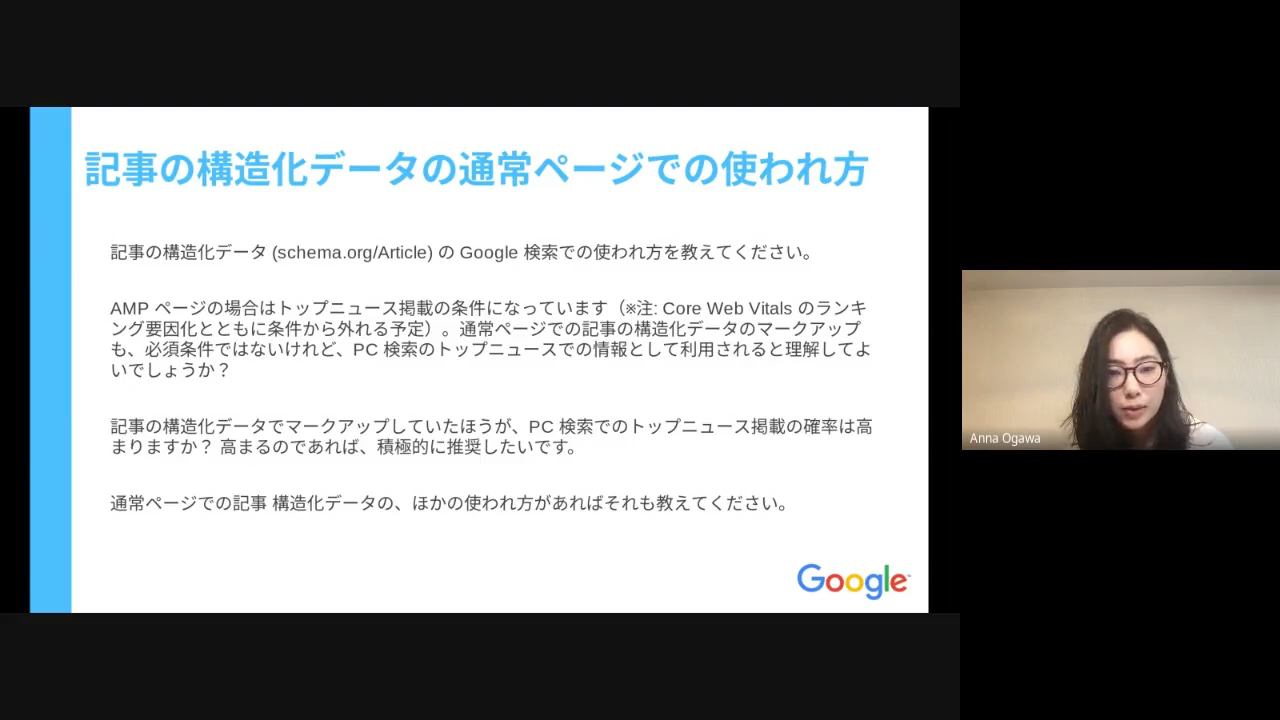 記事の構造化データの通常ページでの使われ方
記事の構造化データ (schema.org/Article) の Google 検索での使われ方を教えてください。
AMP ページの場合はトップニュース掲載の条件になっています（※注: Core Web Vitals のランキ
ング要因化とともに条件から外れる予定）。通常ページでの記事の構造化データのマークアップ
も、必須条件ではないけれど、PC 検索のトップニュースでの情報として利用されると理解してよ
いでしょうか？
記事の構造化データでマークアップしていたほうが、PC 検索でのトップニュース掲載の確率は高
まりますか？ 高まるのであれば、積極的に推奨したいです。
通常ページでの記事 構造化データの、ほかの使われ方があればそれも教えてください。
Google
Anna Ogawa